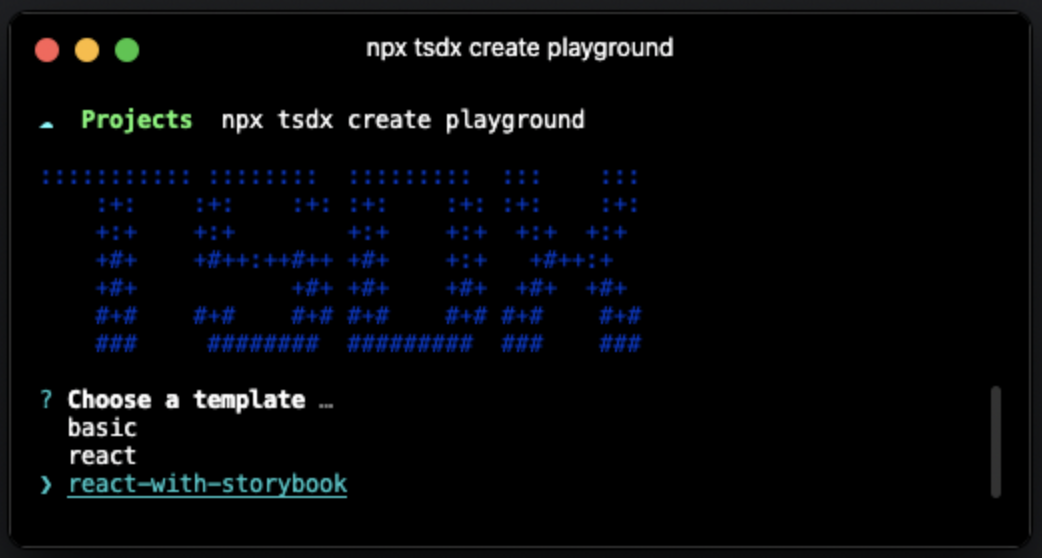 npx tsdx create playground
☁  Projects  npx tsdx create playground
::::::::::: ::::::::   :::::::::  :::    :::
    :+:    :+:    :+: :+:    :+: :+:    :+:
    +:+    +:+        +:+    +:+  +:+  +:+
    +#+    +#++:++#++ +#+    +:+   +#++:+
    +#+           +#+ +#+    +#+  +#+  +#+
    #+#    #+#    #+# #+#    #+# #+#    #+#
    ###     ########  #########  ###    ###
? Choose a template …
basic
react
❯ react-with-storybook